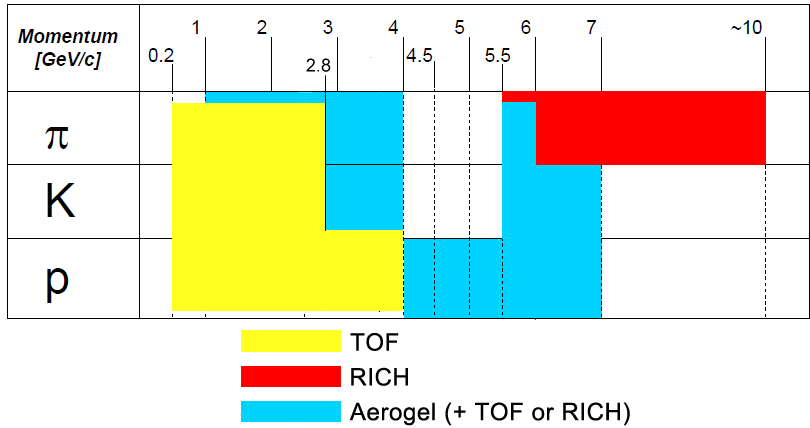 Momentum
[GeV/c]
1 2 3 4 5 6 7 ~10
0.2 2.8 4.5 5.5
π
K
p
TOF
RICH
Aerogel (+ TOF or RICH)